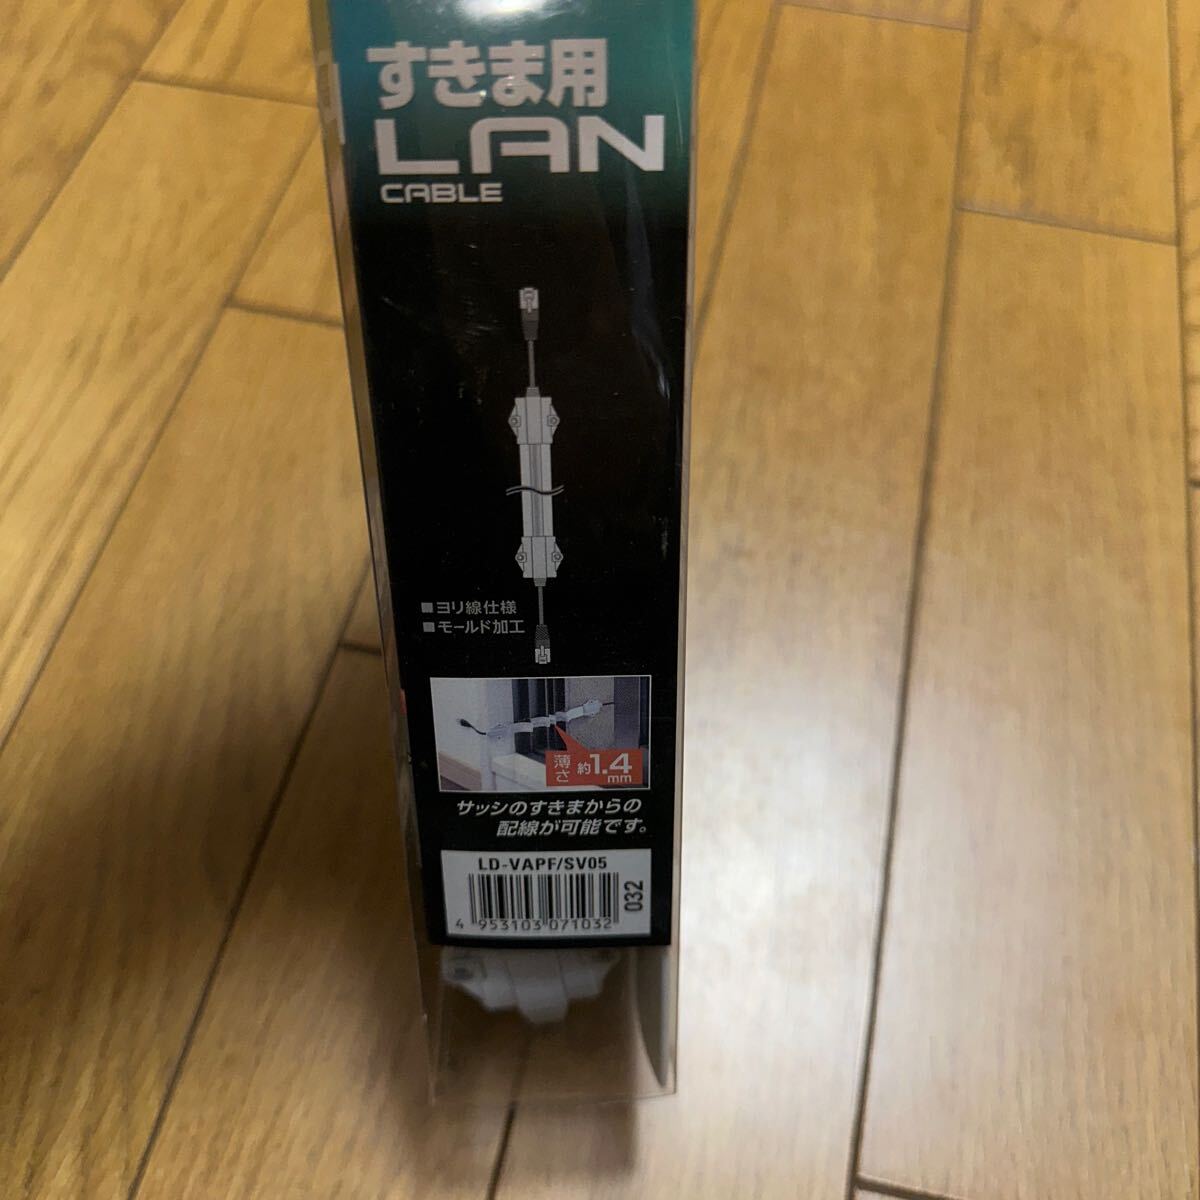 すきま用
LAN
CABLE
■ヨリ線仕様
■モールド加工
薄さ約1.4mm
サッシのすきまからの
配線が可能です。
LD-VAPF/SV05
032
4 953103 071032